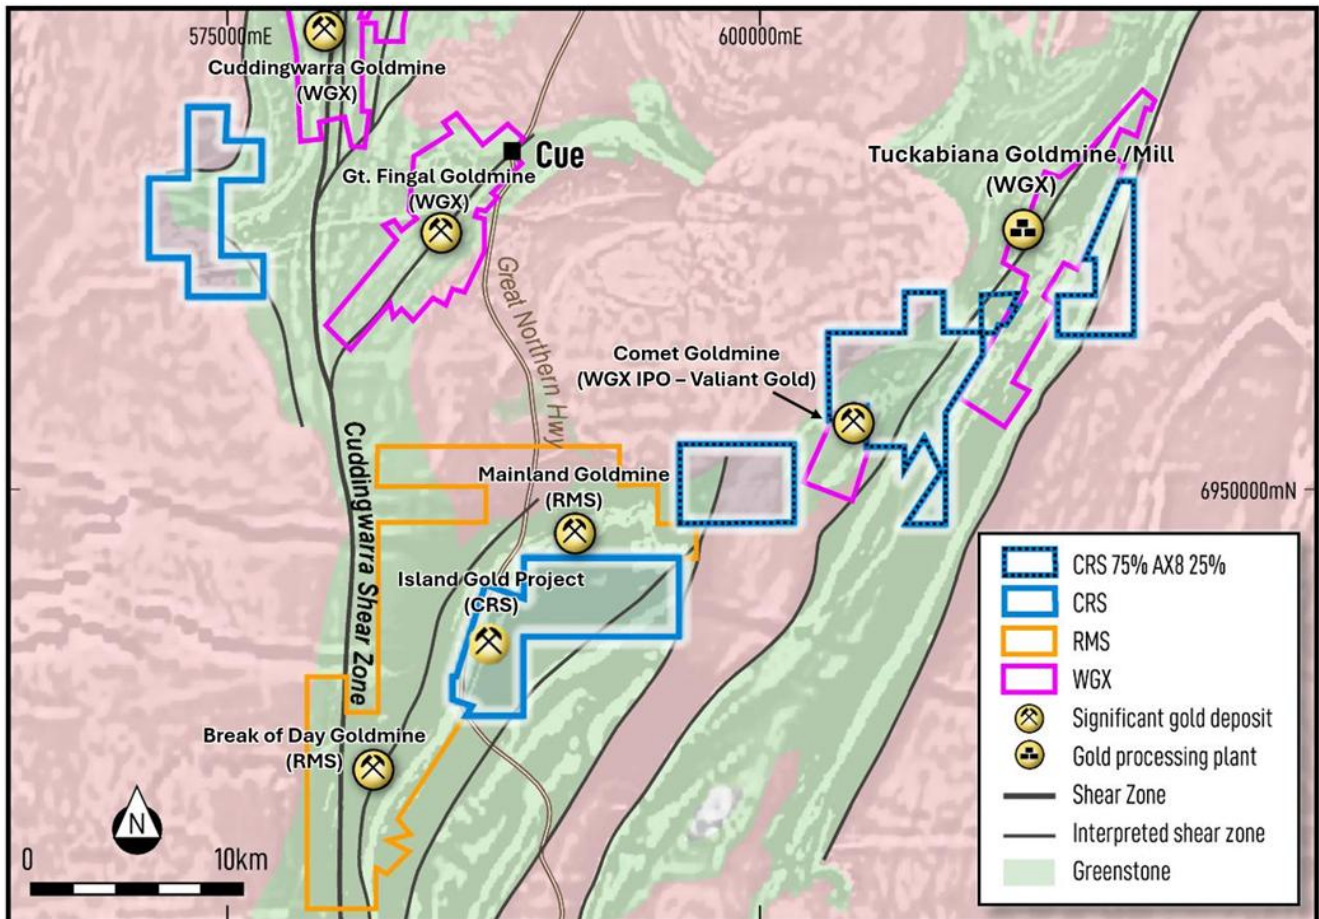 575000mE
600000mE
Cuddingwarra Goldmine
(WGX)
Cue
Tuckabiana Goldmine /Mill
(WGX)
Gt. Fingal Goldmine
(WGX)
Great Northern Hwy
Comet Goldmine
(WGX IPO – Valiant Gold)
Cuddingwarra Shear Zone
Mainland Goldmine
(RMS)
6950000mN
Island Gold Project
(CRS)
Break of Day Goldmine
(RMS)
N
0
10km
CRS 75% AX8 25%
CRS
RMS
WGX
Significant gold deposit
Gold processing plant
Shear Zone
Interpreted shear zone
Greenstone